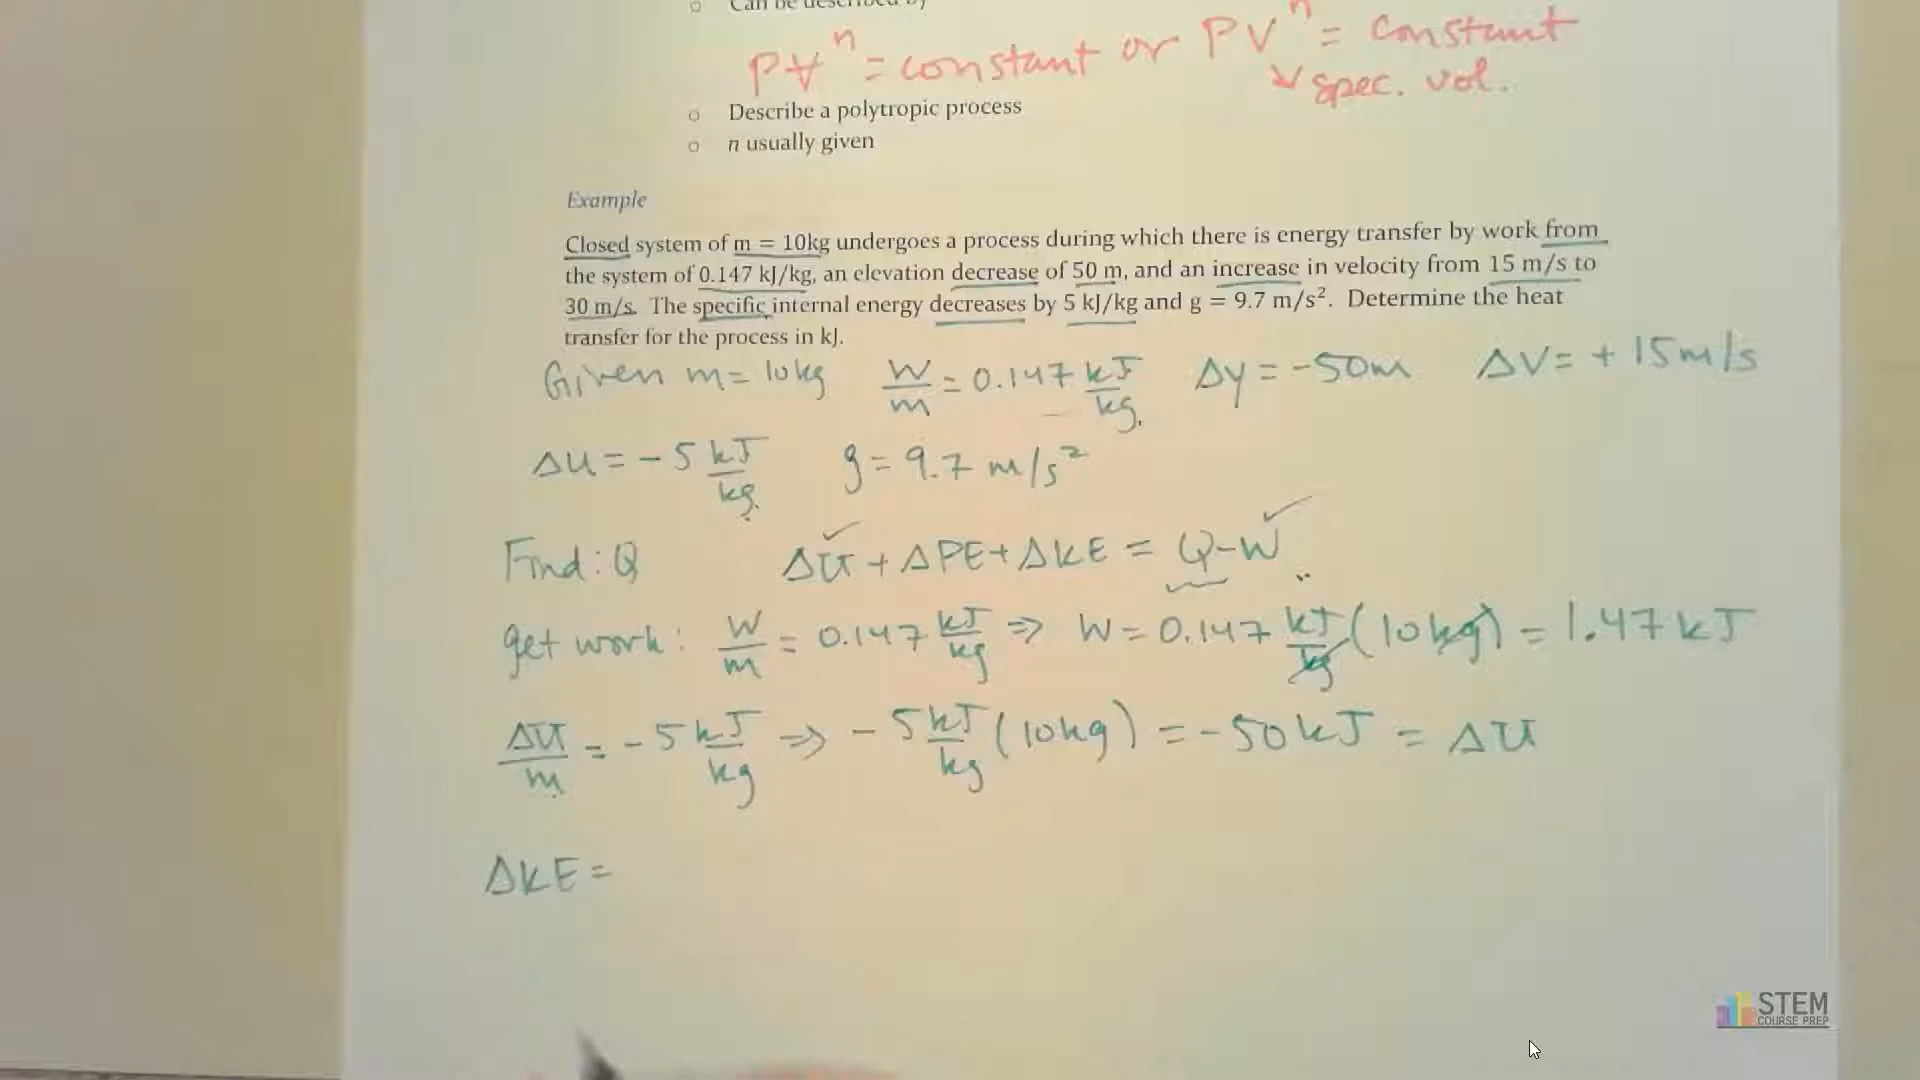 ○ Can be described by
PVⁿ = constant or PVⁿ = constant
↘ spec. vol.
○ Describe a polytropic process
○ n usually given
Example
Closed system of m = 10kg undergoes a process during which there is energy transfer by work from
the system of 0.147 kJ/kg, an elevation decrease of 50 m, and an increase in velocity from 15 m/s to
30 m/s. The specific internal energy decreases by 5 kJ/kg and g = 9.7 m/s². Determine the heat
transfer for the process in kJ.
Given m = 10kg W/m = 0.147 kJ/kg. Δy = -50m ΔV = +15m/s
Δu = -5 kJ/kg. g = 9.7 m/s²
Find: Q ΔU + ΔPE + ΔKE = Q-W
get work: W/m = 0.147 kJ/kg ⇒ W = 0.147 kJ/kg (10kg) = 1.47 kJ
ΔU/m = -5 kJ/kg ⇒ -5 kJ/kg (10kg) = -50kJ = ΔU
ΔKE =
STEM
COURSE PREP